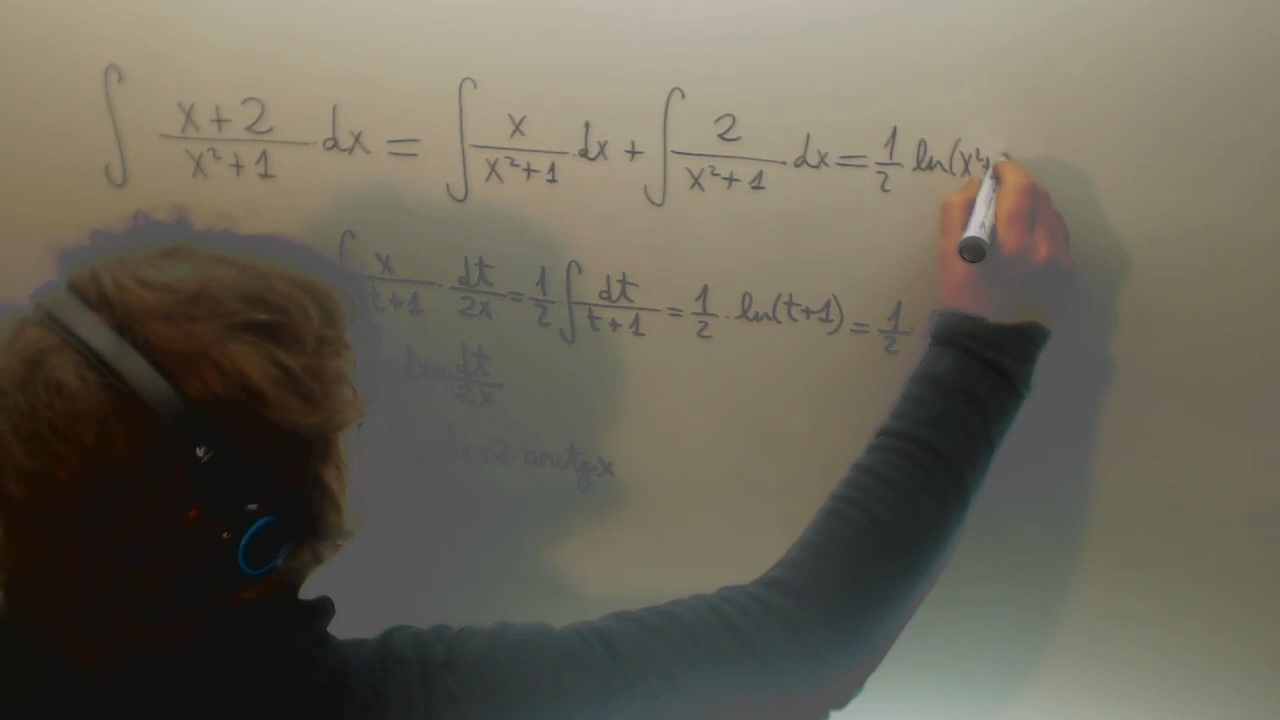 ∫ x+2/x²+1 dx = ∫ x/x²+1 dx + ∫ 2/x²+1 dx = 1/2 ln(x²+
∫ x/t+1 · dt/2x = 1/2 ∫ dt/t+1 = 1/2 · ln(t+1) = 1/2
dx = dt/2x
= 2 arctg x